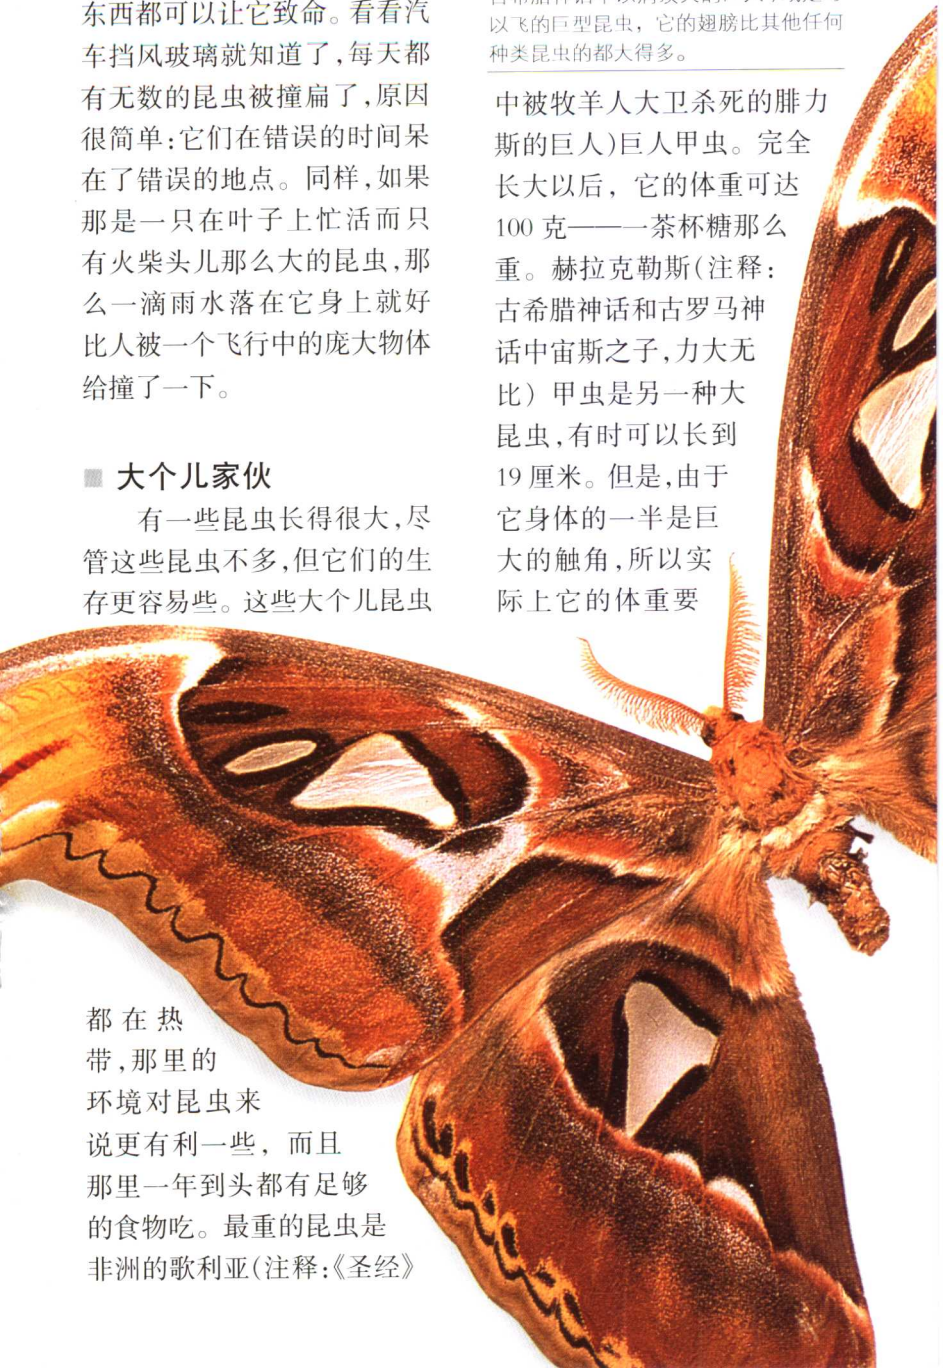 东西都可以让它致命。看看汽
车挡风玻璃就知道了,每天都
有无数的昆虫被撞扁了,原因
很简单:它们在错误的时间呆
在了错误的地点。同样,如果
那是一只在叶子上忙活而只
有火柴头儿那么大的昆虫,那
么一滴雨水落在它身上就好
比人被一个飞行中的庞大物体
给撞了一下。
大个儿家伙
有一些昆虫长得很大,尽
管这些昆虫不多,但它们的生
存更容易些。这些大个儿昆虫
都在热
带,那里的
环境对昆虫来
说更有利一些，而且
那里一年到头都有足够
的食物吃。最重的昆虫是
非洲的歌利亚(注释:《圣经》
以飞的巨型昆虫，它的翅膀比其他任何
种类昆虫的都大得多。
中被牧羊人大卫杀死的腓力
斯的巨人)巨人甲虫。完全
长大以后，它的体重可达
100 克——一茶杯糖那么
重。赫拉克勒斯(注释:
古希腊神话和古罗马神
话中宙斯之子,力大无
比）甲虫是另一种大
昆虫,有时可以长到
19 厘米。但是,由于
它身体的一半是巨
大的触角,所以实
际上它的体重要